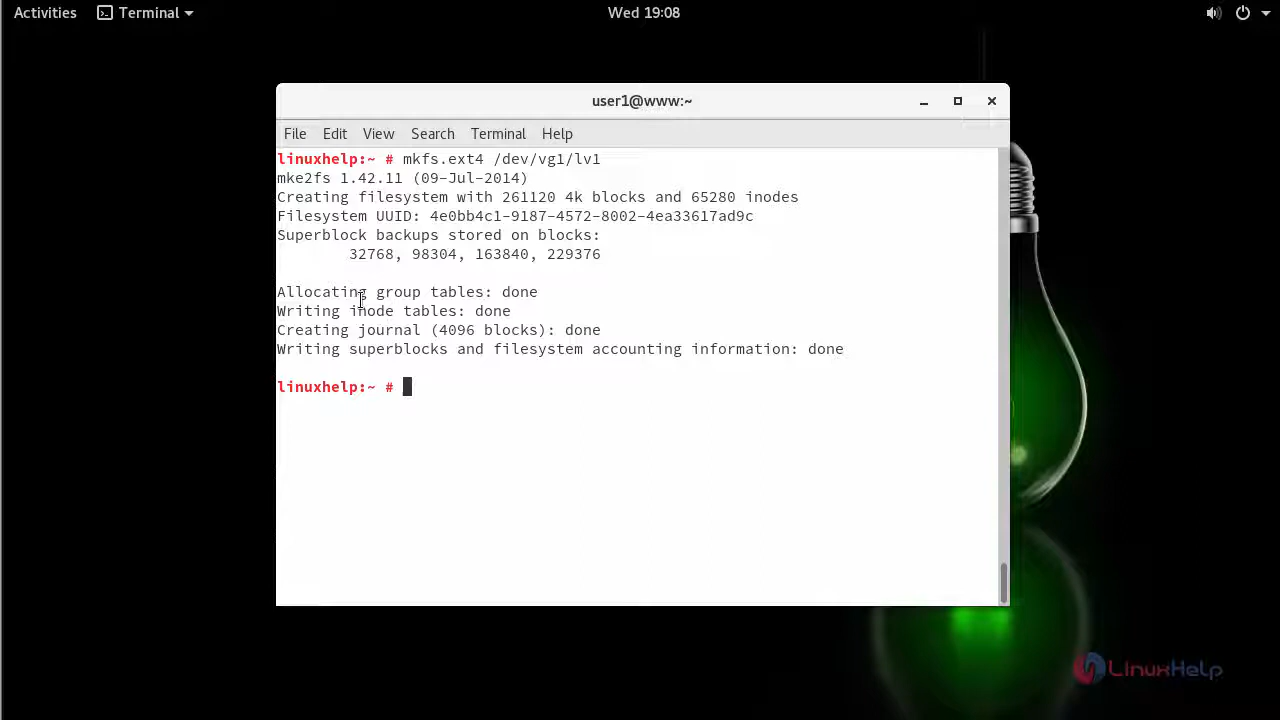 Activities Terminal Wed 19:08
user1@www:~
File Edit View Search Terminal Help
linuxhelp:~ # mkfs.ext4 /dev/vg1/lv1
mke2fs 1.42.11 (09-Jul-2014)
Creating filesystem with 261120 4k blocks and 65280 inodes
Filesystem UUID: 4e0bb4c1-9187-4572-8002-4ea33617ad9c
Superblock backups stored on blocks:
32768, 98304, 163840, 229376
Allocating group tables: done
Writing inode tables: done
Creating journal (4096 blocks): done
Writing superblocks and filesystem accounting information: done
linuxhelp:~ #
LinuxHelp